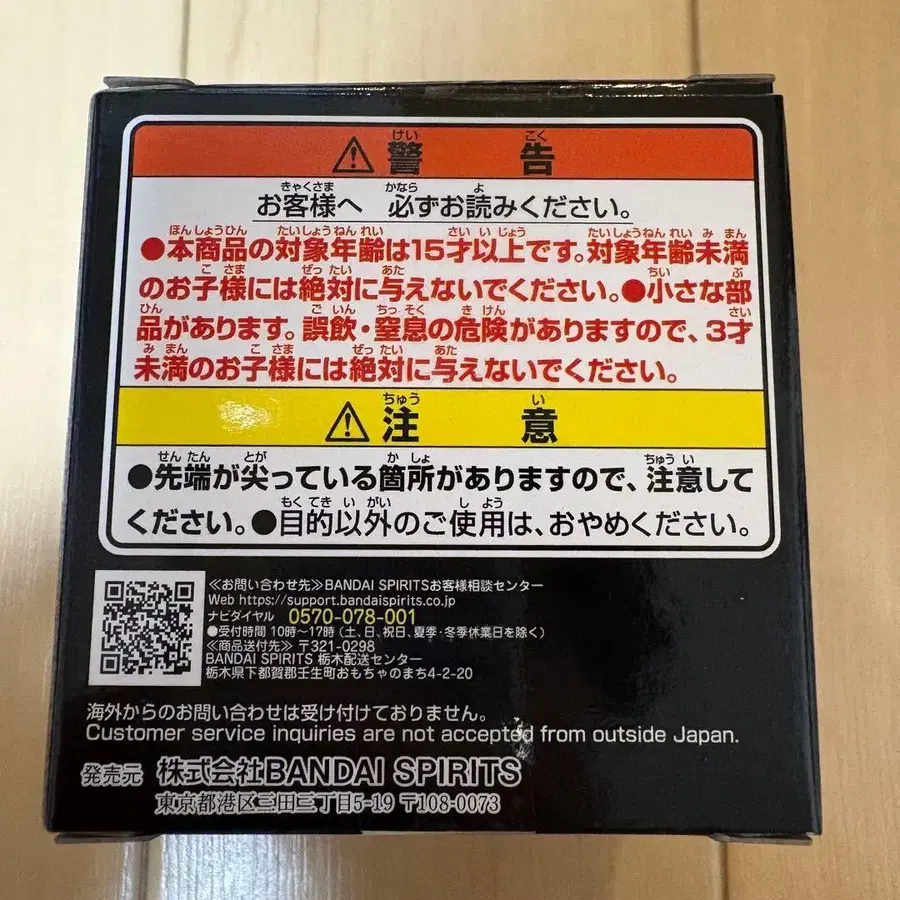 ⚠警告
お客様へ 必ずお読みください。
●本商品の対象年齢は15才以上です。対象年齢未満
のお子様には絶対に与えないでください。●小さな部
品があります。誤飲・窒息の危険がありますので、3才
未満のお子様には絶対に与えないでください。
⚠注意
●先端が尖っている箇所がありますので、注意して
ください。●目的以外のご使用は、おやめください。
≪お問い合わせ先≫BANDAI SPIRITSお客様相談センター
Web https://support.bandaispirits.co.jp
ナビダイヤル 0570-078-001
●受付時間 10時〜17時(土、日、祝日、夏季・冬季休業日を除く)
≪商品送付先≫〒321-0298
BANDAI SPIRITS 栃木配送センター
栃木県下都賀郡壬生町おもちゃのまち4-2-20
海外からのお問い合わせは受け付けておりません。
Customer service inquiries are not accepted from outside Japan.
発売元 株式会社BANDAI SPIRITS
東京都港区三田三丁目5-19 〒108-0073